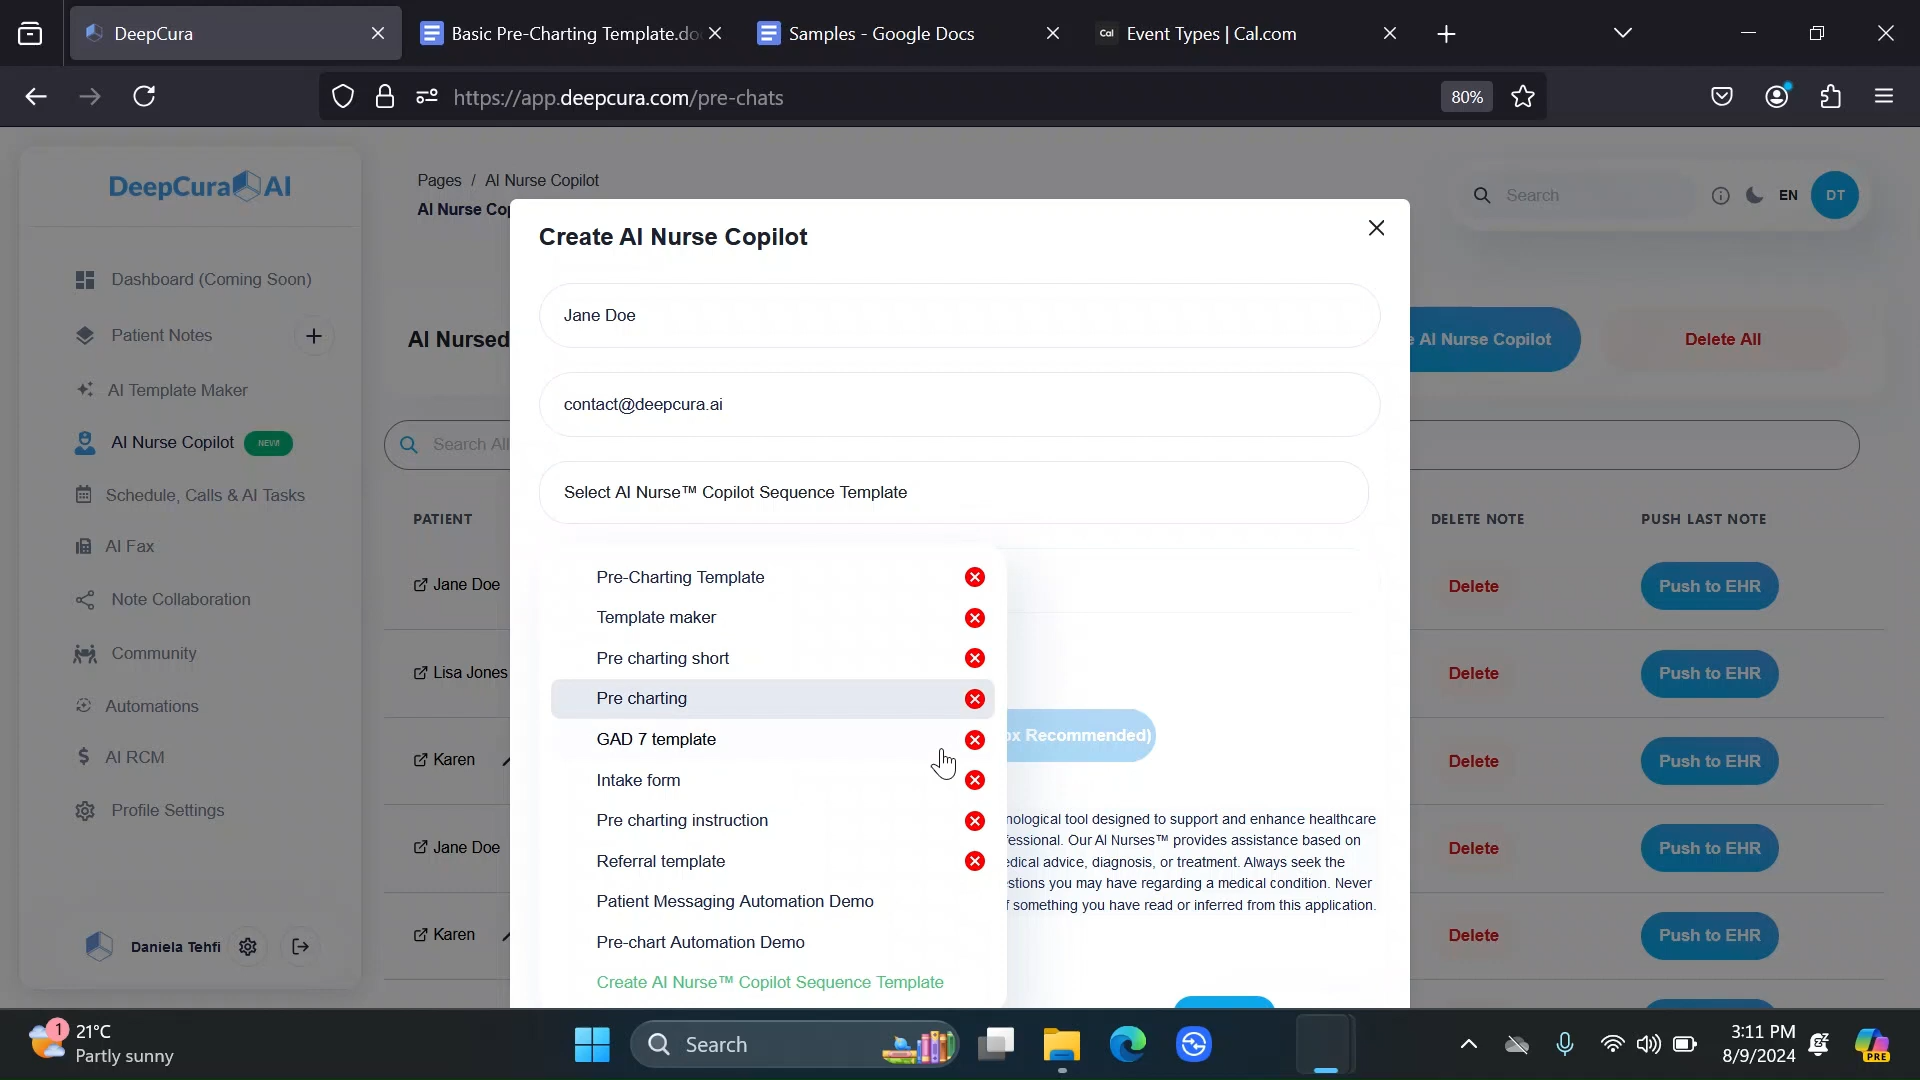 DeepCura
Basic Pre-Charting Template.do
Samples - Google Docs
Cal
Event Types | Cal.com
https://app.deepcura.com/pre-chats
80%
DeepCura AI
Pages / AI Nurse Copilot
AI Nurse Co
Search
EN
DT
Create AI Nurse Copilot
Jane Doe
contact@deepcura.ai
Select AI Nurse™ Copilot Sequence Template
Pre-Charting Template
Template maker
Pre charting short
Pre charting
GAD 7 template
Intake form
Pre charting instruction
Referral template
Patient Messaging Automation Demo
Pre-chart Automation Demo
Create AI Nurse™ Copilot Sequence Template
ox Recommended)
nological tool designed to support and enhance healthcare
essional. Our AI Nurses™ provides assistance based on
edical advice, diagnosis, or treatment. Always seek the
stions you may have regarding a medical condition. Never
f something you have read or inferred from this application.
Dashboard (Coming Soon)
Patient Notes
AI Template Maker
AI Nurse Copilot NEW!
Schedule, Calls & AI Tasks
AI Fax
Note Collaboration
Community
Automations
AI RCM
Profile Settings
Daniela Tehfi
AI Nursed
e AI Nurse Copilot
Delete All
Search All
PATIENT
DELETE NOTE
PUSH LAST NOTE
Jane Doe
Delete
Push to EHR
Lisa Jones
Delete
Push to EHR
Karen
Delete
Push to EHR
Jane Doe
Delete
Push to EHR
Karen
Delete
Push to EHR
1
21°C
Partly sunny
Search
3:11 PM
8/9/2024
PRE